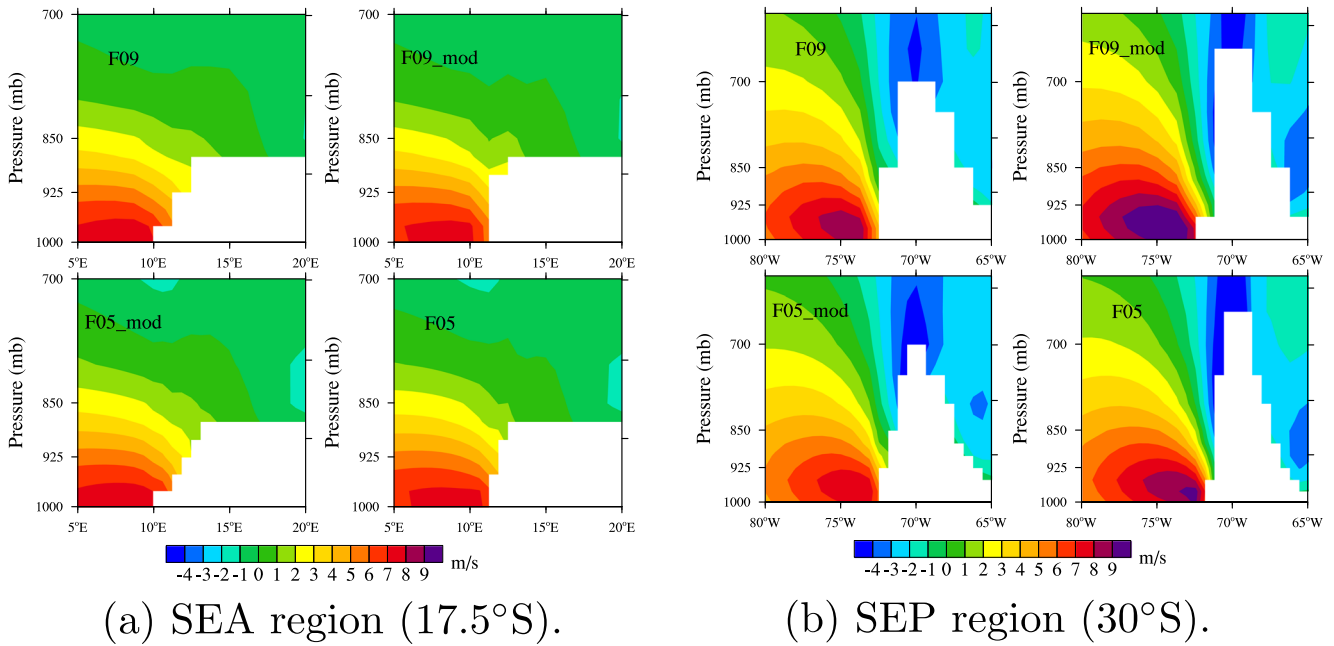 700
850
925
1000
Pressure (mb)
F09
5°E
10°E
15°E
20°E
700
850
925
1000
Pressure (mb)
F09_mod
5°E
10°E
15°E
20°E
700
850
925
1000
Pressure (mb)
F05_mod
5°E
10°E
15°E
20°E
700
850
925
1000
Pressure (mb)
F05
5°E
10°E
15°E
20°E
-4 -3 -2 -1 0 1 2 3 4 5 6 7 8 9 m/s
(a) SEA region (17.5°S).
700
850
925
1000
Pressure (mb)
F09
80°W
75°W
70°W
65°W
700
850
925
1000
Pressure (mb)
F09_mod
80°W
75°W
70°W
65°W
700
850
925
1000
Pressure (mb)
F05_mod
80°W
75°W
70°W
65°W
700
850
925
1000
Pressure (mb)
F05
80°W
75°W
70°W
65°W
-4 -3 -2 -1 0 1 2 3 4 5 6 7 8 9 m/s
(b) SEP region (30°S).